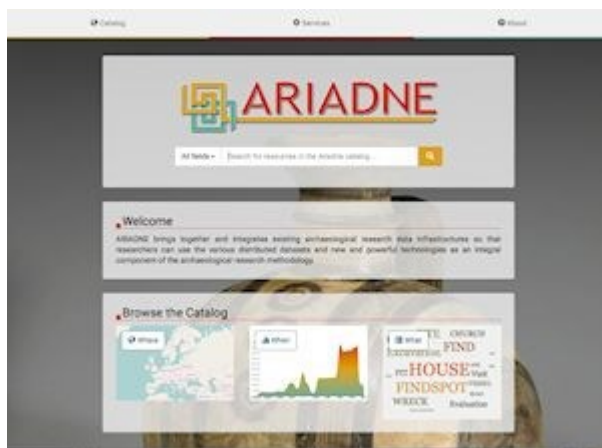 Catalog
Services
About
ARIADNE
All fields
Search for resources in the Ariadne catalog...
Welcome
ARIADNE brings together and integrates existing archaeological research data infrastructures so that
researchers can use the various distributed datasets and new and powerful technologies as an integral
component of the archaeological research methodology.
Browse the Catalog
Where
When
What
CHURCH
FIND
Excavation
PIT HOUSE Visit
FINDSPOT
WRECK Evaluation